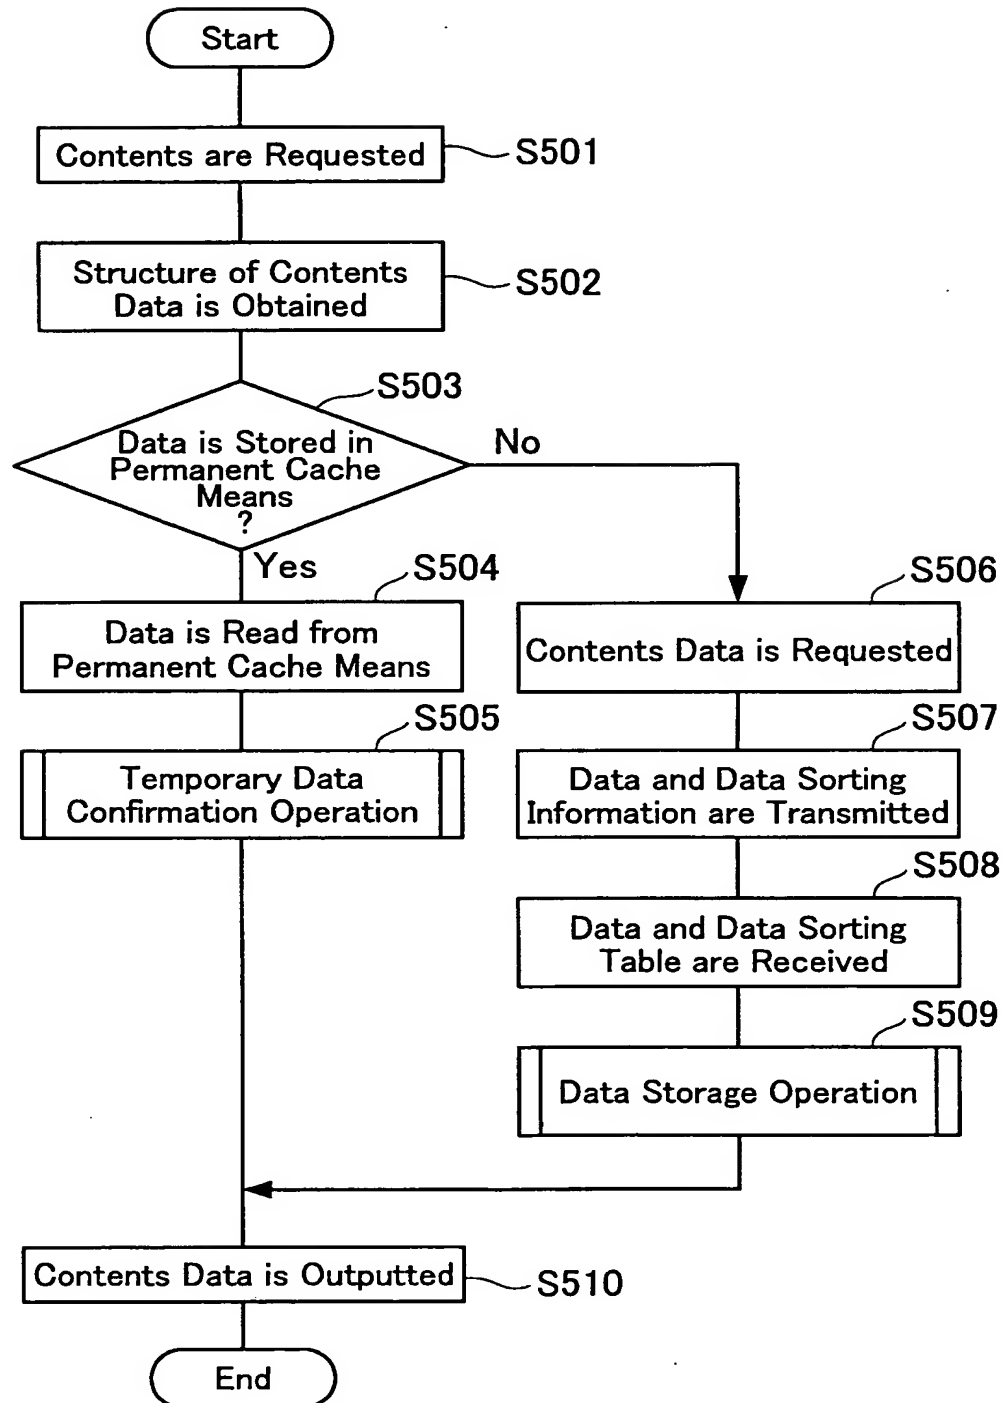 Start
Contents are Requested
S501
Structure of Contents
Data is Obtained
S502
S503
Data is Stored in
Permanent Cache
Means
?
No
Yes
S504
Data is Read from
Permanent Cache Means
S505
Temporary Data
Confirmation Operation
S506
Contents Data is Requested
S507
Data and Data Sorting
Information are Transmitted
S508
Data and Data Sorting
Table are Received
S509
Data Storage Operation
Contents Data is Outputted
S510
End